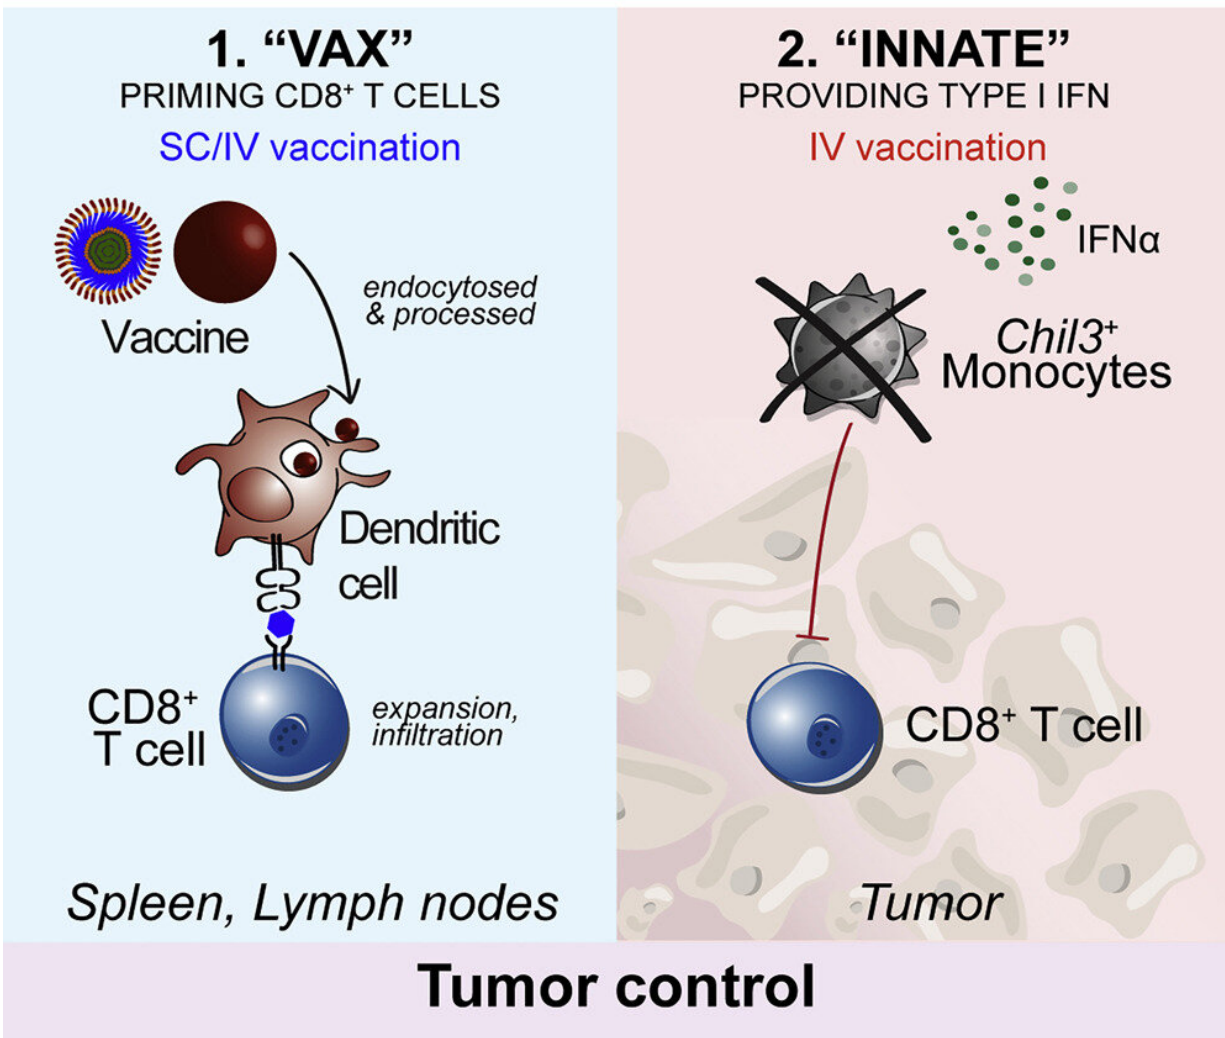 1. “VAX”
PRIMING CD8⁺ T CELLS
SC/IV vaccination
Vaccine
endocytosed
& processed
Dendritic
cell
CD8⁺
T cell
expansion,
infiltration
Spleen, Lymph nodes
2. “INNATE”
PROVIDING TYPE I IFN
IV vaccination
IFNα
Chil3⁺
Monocytes
CD8⁺ T cell
Tumor
Tumor control